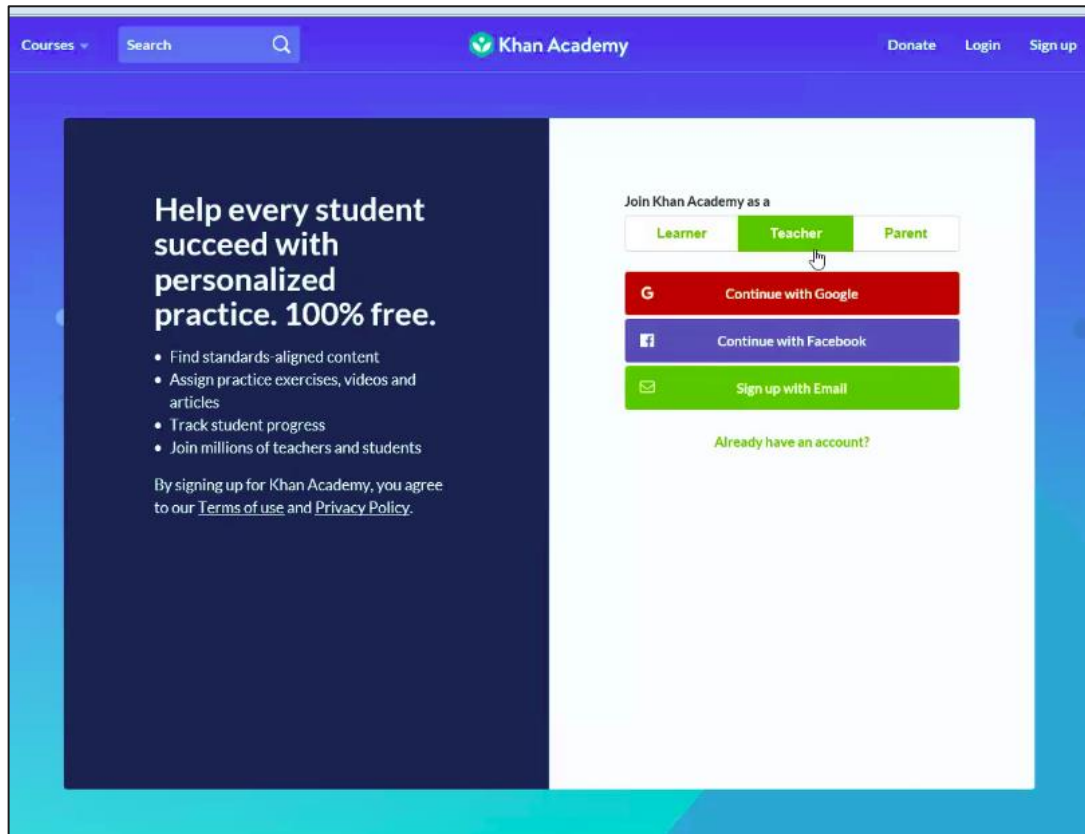 Courses Search Khan Academy Donate Login Sign up
Help every student
succeed with
personalized
practice. 100% free.
• Find standards-aligned content
• Assign practice exercises, videos and
articles
• Track student progress
• Join millions of teachers and students
By signing up for Khan Academy, you agree
to our Terms of use and Privacy Policy.
Join Khan Academy as a
Learner Teacher Parent
G Continue with Google
f Continue with Facebook
Sign up with Email
Already have an account?